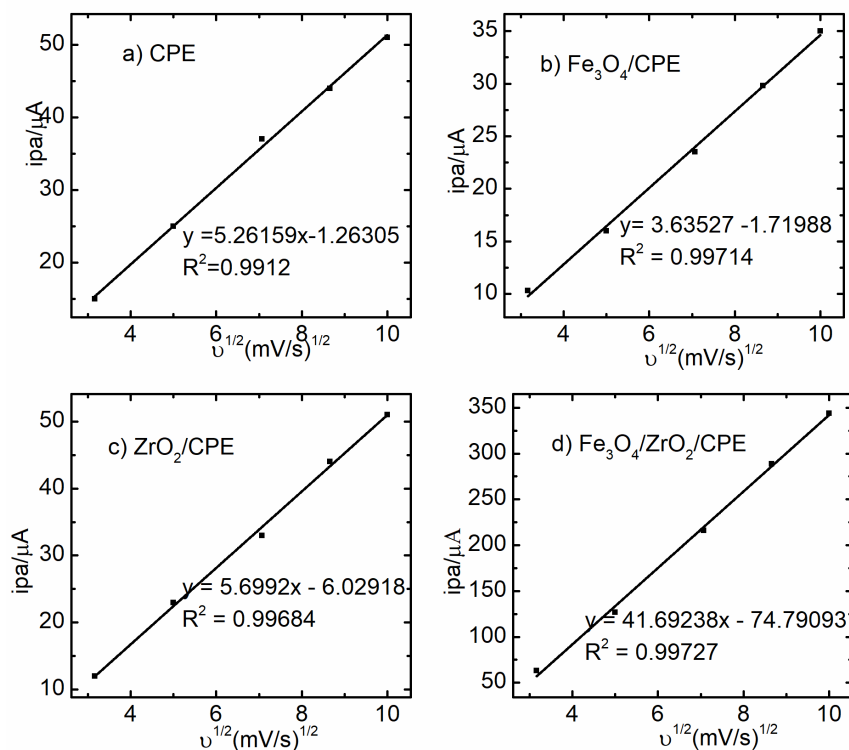 a) CPE
ipa/μA
50
40
30
20
y =5.26159x-1.26305
R²=0.9912
4 6 8 10
υ^1/2(mV/s)^1/2
b) Fe₃O₄/CPE
ipa/μA
35
30
25
20
15
10
y= 3.63527 -1.71988
R² = 0.99714
4 6 8 10
υ^1/2(mV/s)^1/2
c) ZrO₂/CPE
ipa/μA
50
40
30
20
10
y = 5.6992x - 6.02918
R² = 0.99684
4 6 8 10
υ^1/2(mV/s)^1/2
d) Fe₃O₄/ZrO₂/CPE
ipa/μA
350
300
250
200
150
100
50
y = 41.69238x - 74.79093
R² = 0.99727
4 6 8 10
υ^1/2(mV/s)^1/2